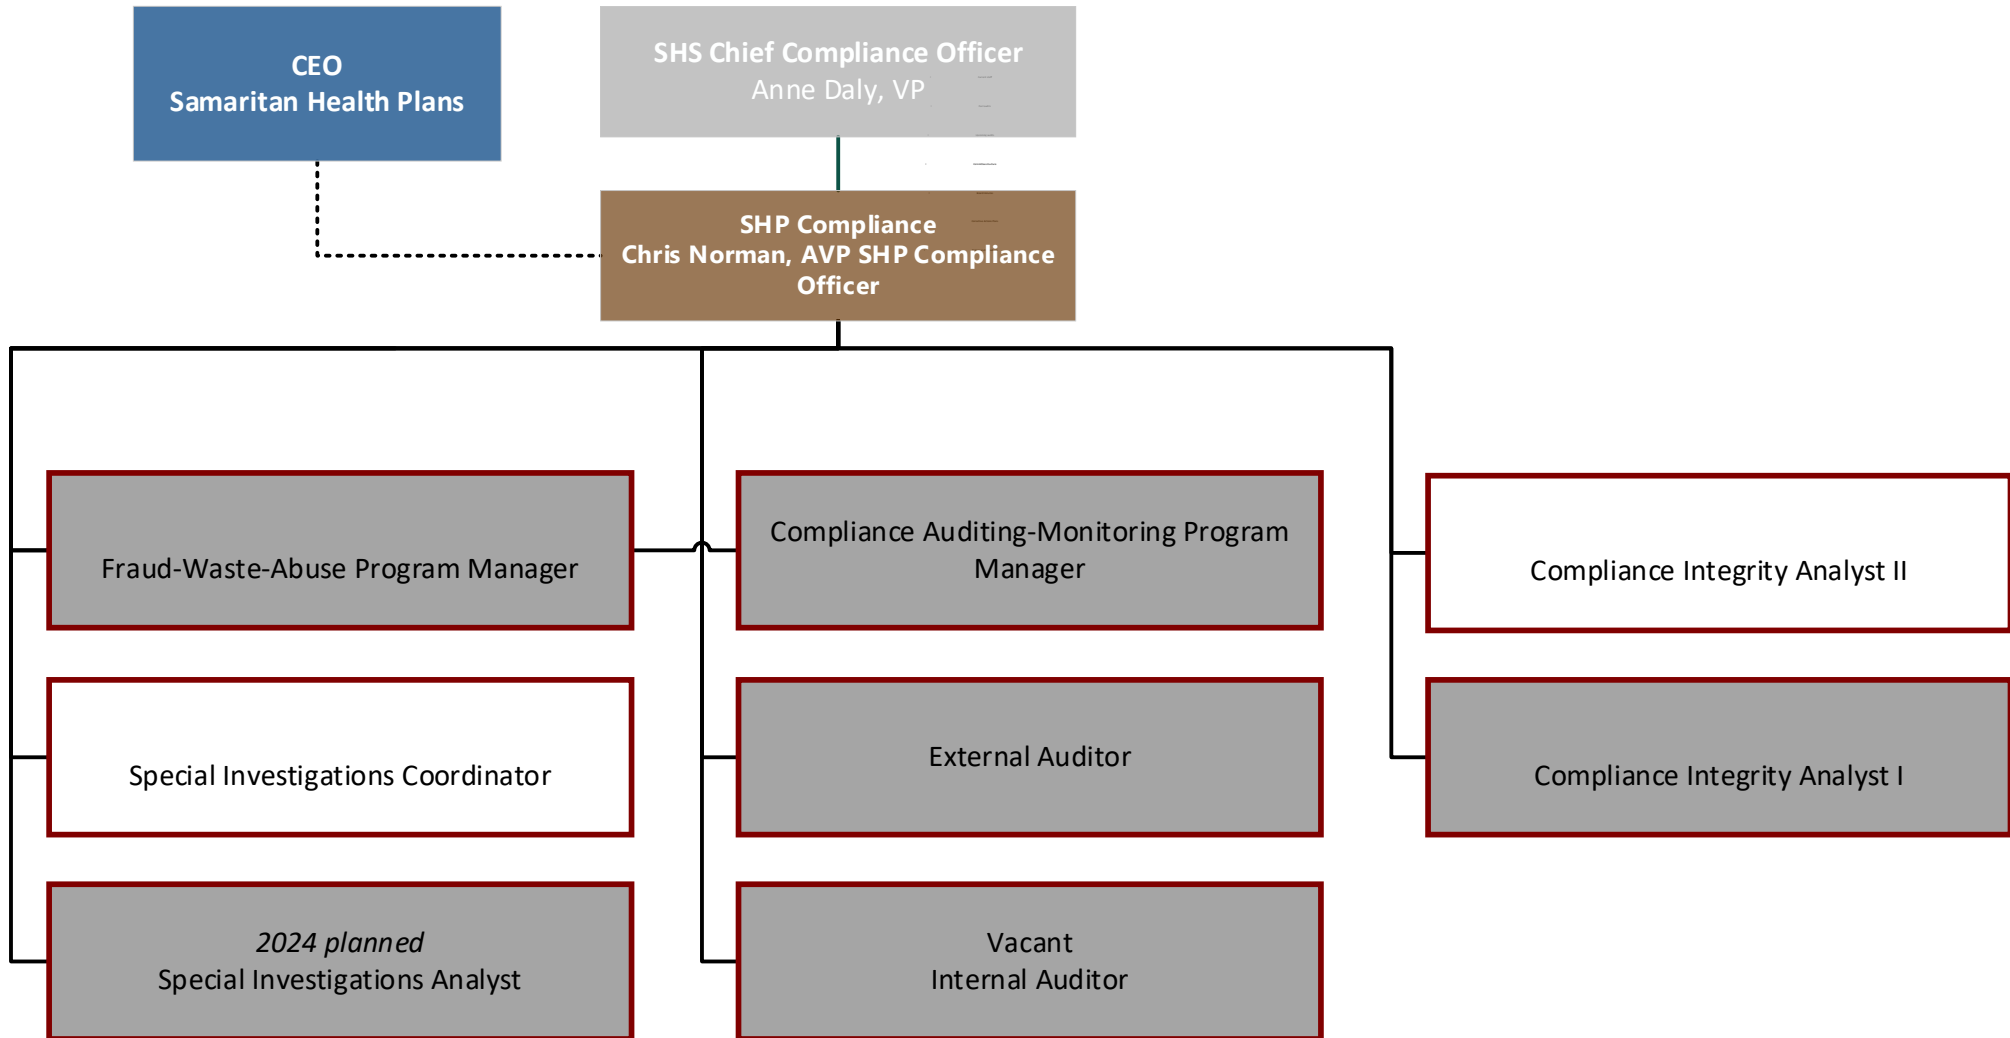 CEO
Samaritan Health Plans
SHS Chief Compliance Officer
Anne Daly, VP
SHP Compliance
Chris Norman, AVP SHP Compliance
Officer
Fraud-Waste-Abuse Program Manager
Compliance Auditing-Monitoring Program
Manager
Compliance Integrity Analyst II
Special Investigations Coordinator
External Auditor
Compliance Integrity Analyst I
2024 planned
Special Investigations Analyst
Vacant
Internal Auditor